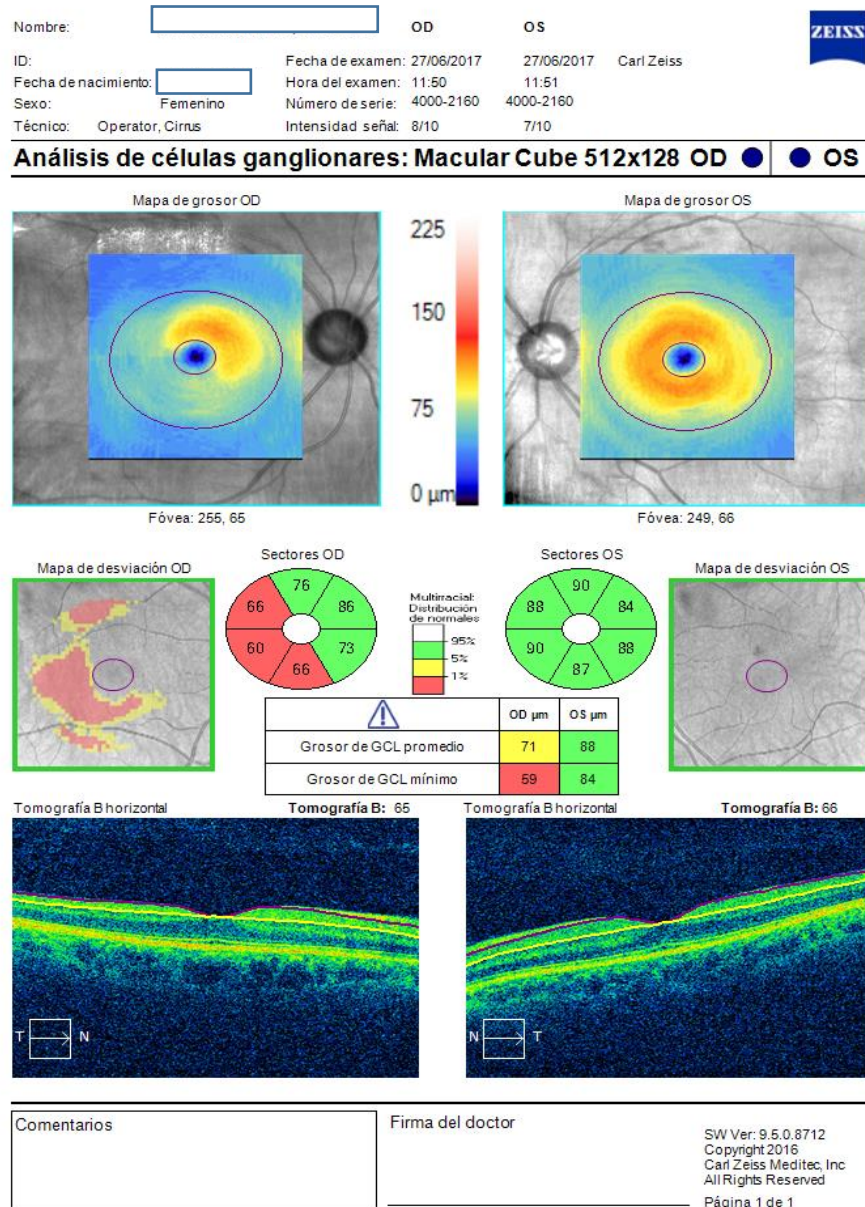 Nombre: OD OS
ZEISS
ID: Fecha de examen: 27/06/2017 27/06/2017 Carl Zeiss
Fecha de nacimiento: Hora del examen: 11:50 11:51
Sexo: Femenino Número de serie: 4000-2160 4000-2160
Técnico: Operator, Cirrus Intensidad señal: 8/10 7/10
Análisis de células ganglionares: Macular Cube 512x128 OD OS
Mapa de grosor OD Mapa de grosor OS
225
150
75
0 µm
Fóvea: 255, 65 Fóvea: 249, 66
Mapa de desviación OD Sectores OD Sectores OS Mapa de desviación OS
76
66 86
60 73
66
Multirracial:
Distribución
de normales
95%
5%
1%
90
88 84
90 88
87
OD µm OS µm
Grosor de GCL promedio 71 88
Grosor de GCL mínimo 59 84
Tomografía B horizontal Tomografía B: 65 Tomografía B horizontal Tomografía B: 66
T N N T
Comentarios Firma del doctor
SW Ver: 9.5.0.8712
Copyright 2016
Carl Zeiss Meditec, Inc
All Rights Reserved
Página 1 de 1